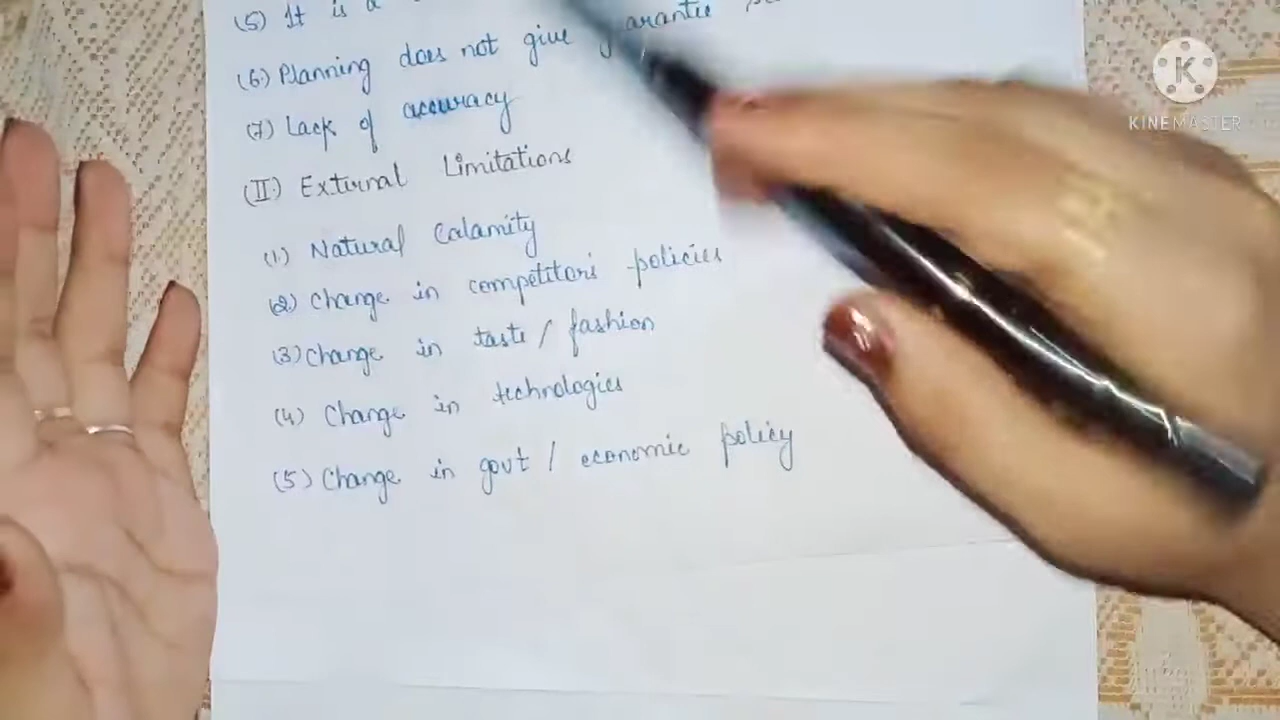 (5) It is a
(6) Planning does not give guarantee
(7) Lack of accuracy
(II) External Limitations
(1) Natural Calamity
(2) Change in competitors policies
(3) Change in taste / fashion
(4) Change in technologies
(5) Change in govt / economic policy
K
KINEMASTER